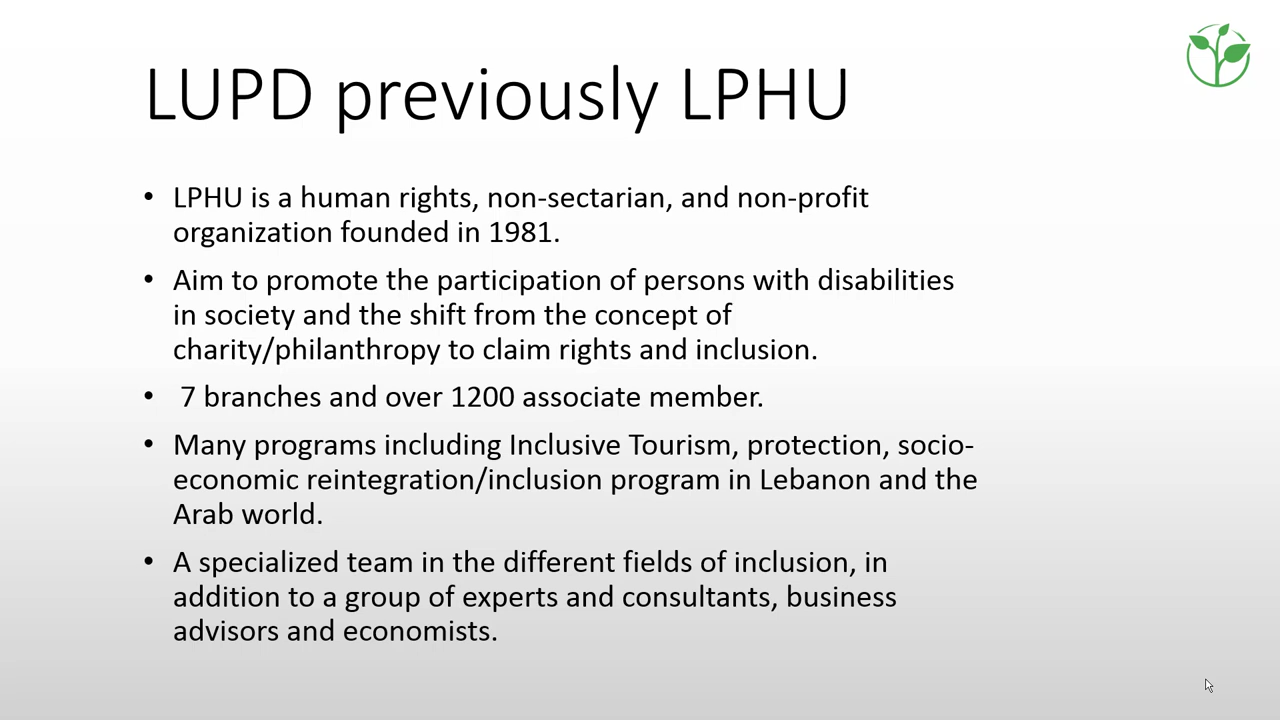 LUPD previously LPHU
• LPHU is a human rights, non-sectarian, and non-profit
organization founded in 1981.
• Aim to promote the participation of persons with disabilities
in society and the shift from the concept of
charity/philanthropy to claim rights and inclusion.
• 7 branches and over 1200 associate member.
• Many programs including Inclusive Tourism, protection, socio-
economic reintegration/inclusion program in Lebanon and the
Arab world.
• A specialized team in the different fields of inclusion, in
addition to a group of experts and consultants, business
advisors and economists.